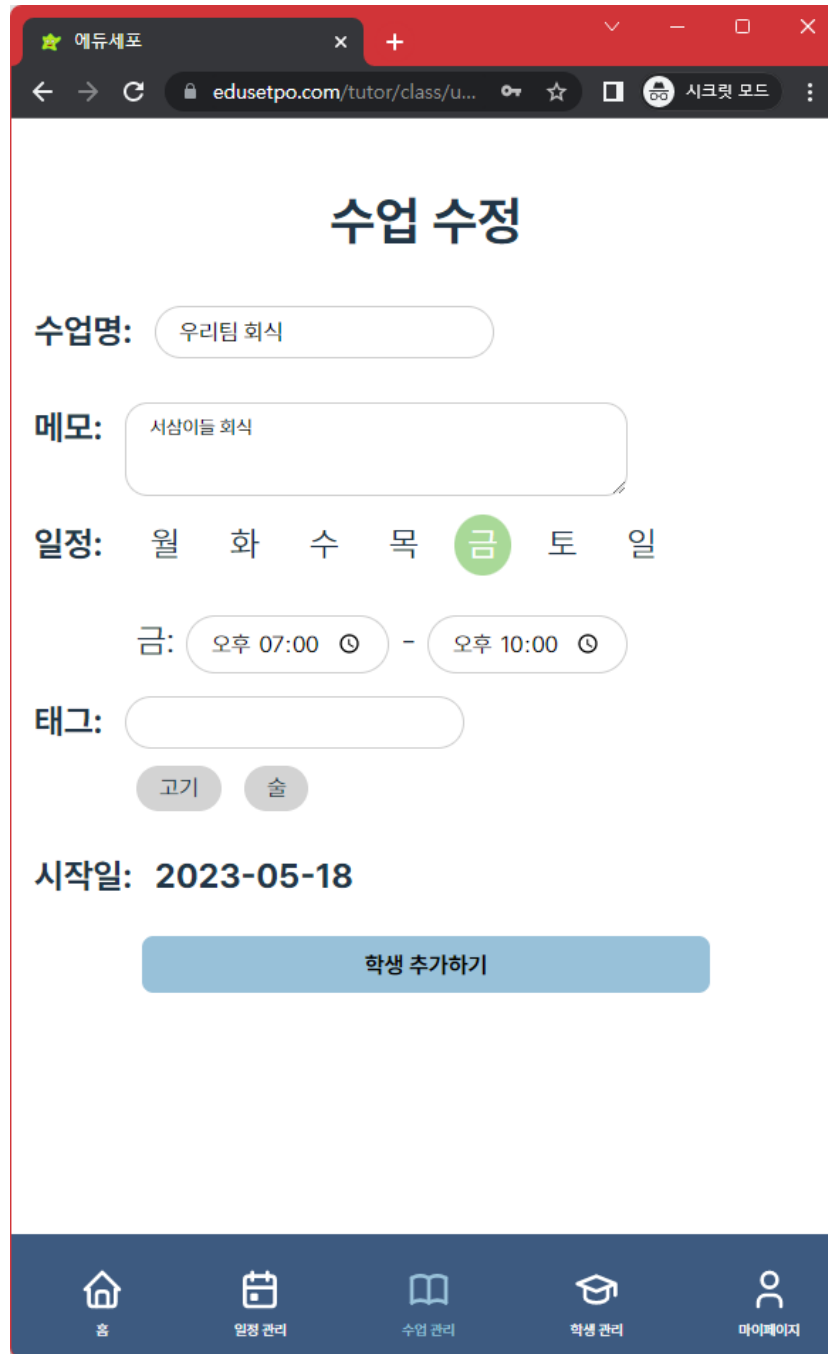 에듀세포
edusetpo.com/tutor/class/u...
시크릿 모드
수업 수정
수업명: 우리팀 회식
메모: 서삼이들 회식
일정: 월 화 수 목 금 토 일
금: 오후 07:00 - 오후 10:00
태그:
고기 술
시작일: 2023-05-18
학생 추가하기
홈 일정 관리 수업 관리 학생 관리 마이페이지